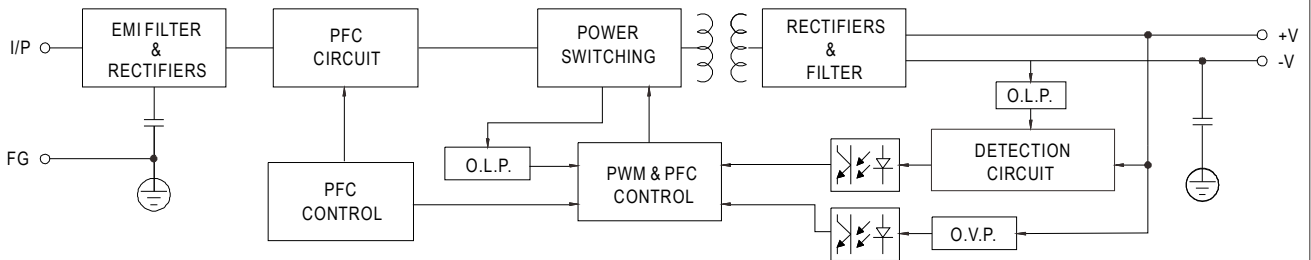 I/P
EMI FILTER
&
RECTIFIERS
PFC
CIRCUIT
POWER
SWITCHING
RECTIFIERS
&
FILTER
+V
-V
O.L.P.
FG
O.L.P.
PFC
CONTROL
PWM & PFC
CONTROL
DETECTION
CIRCUIT
O.V.P.